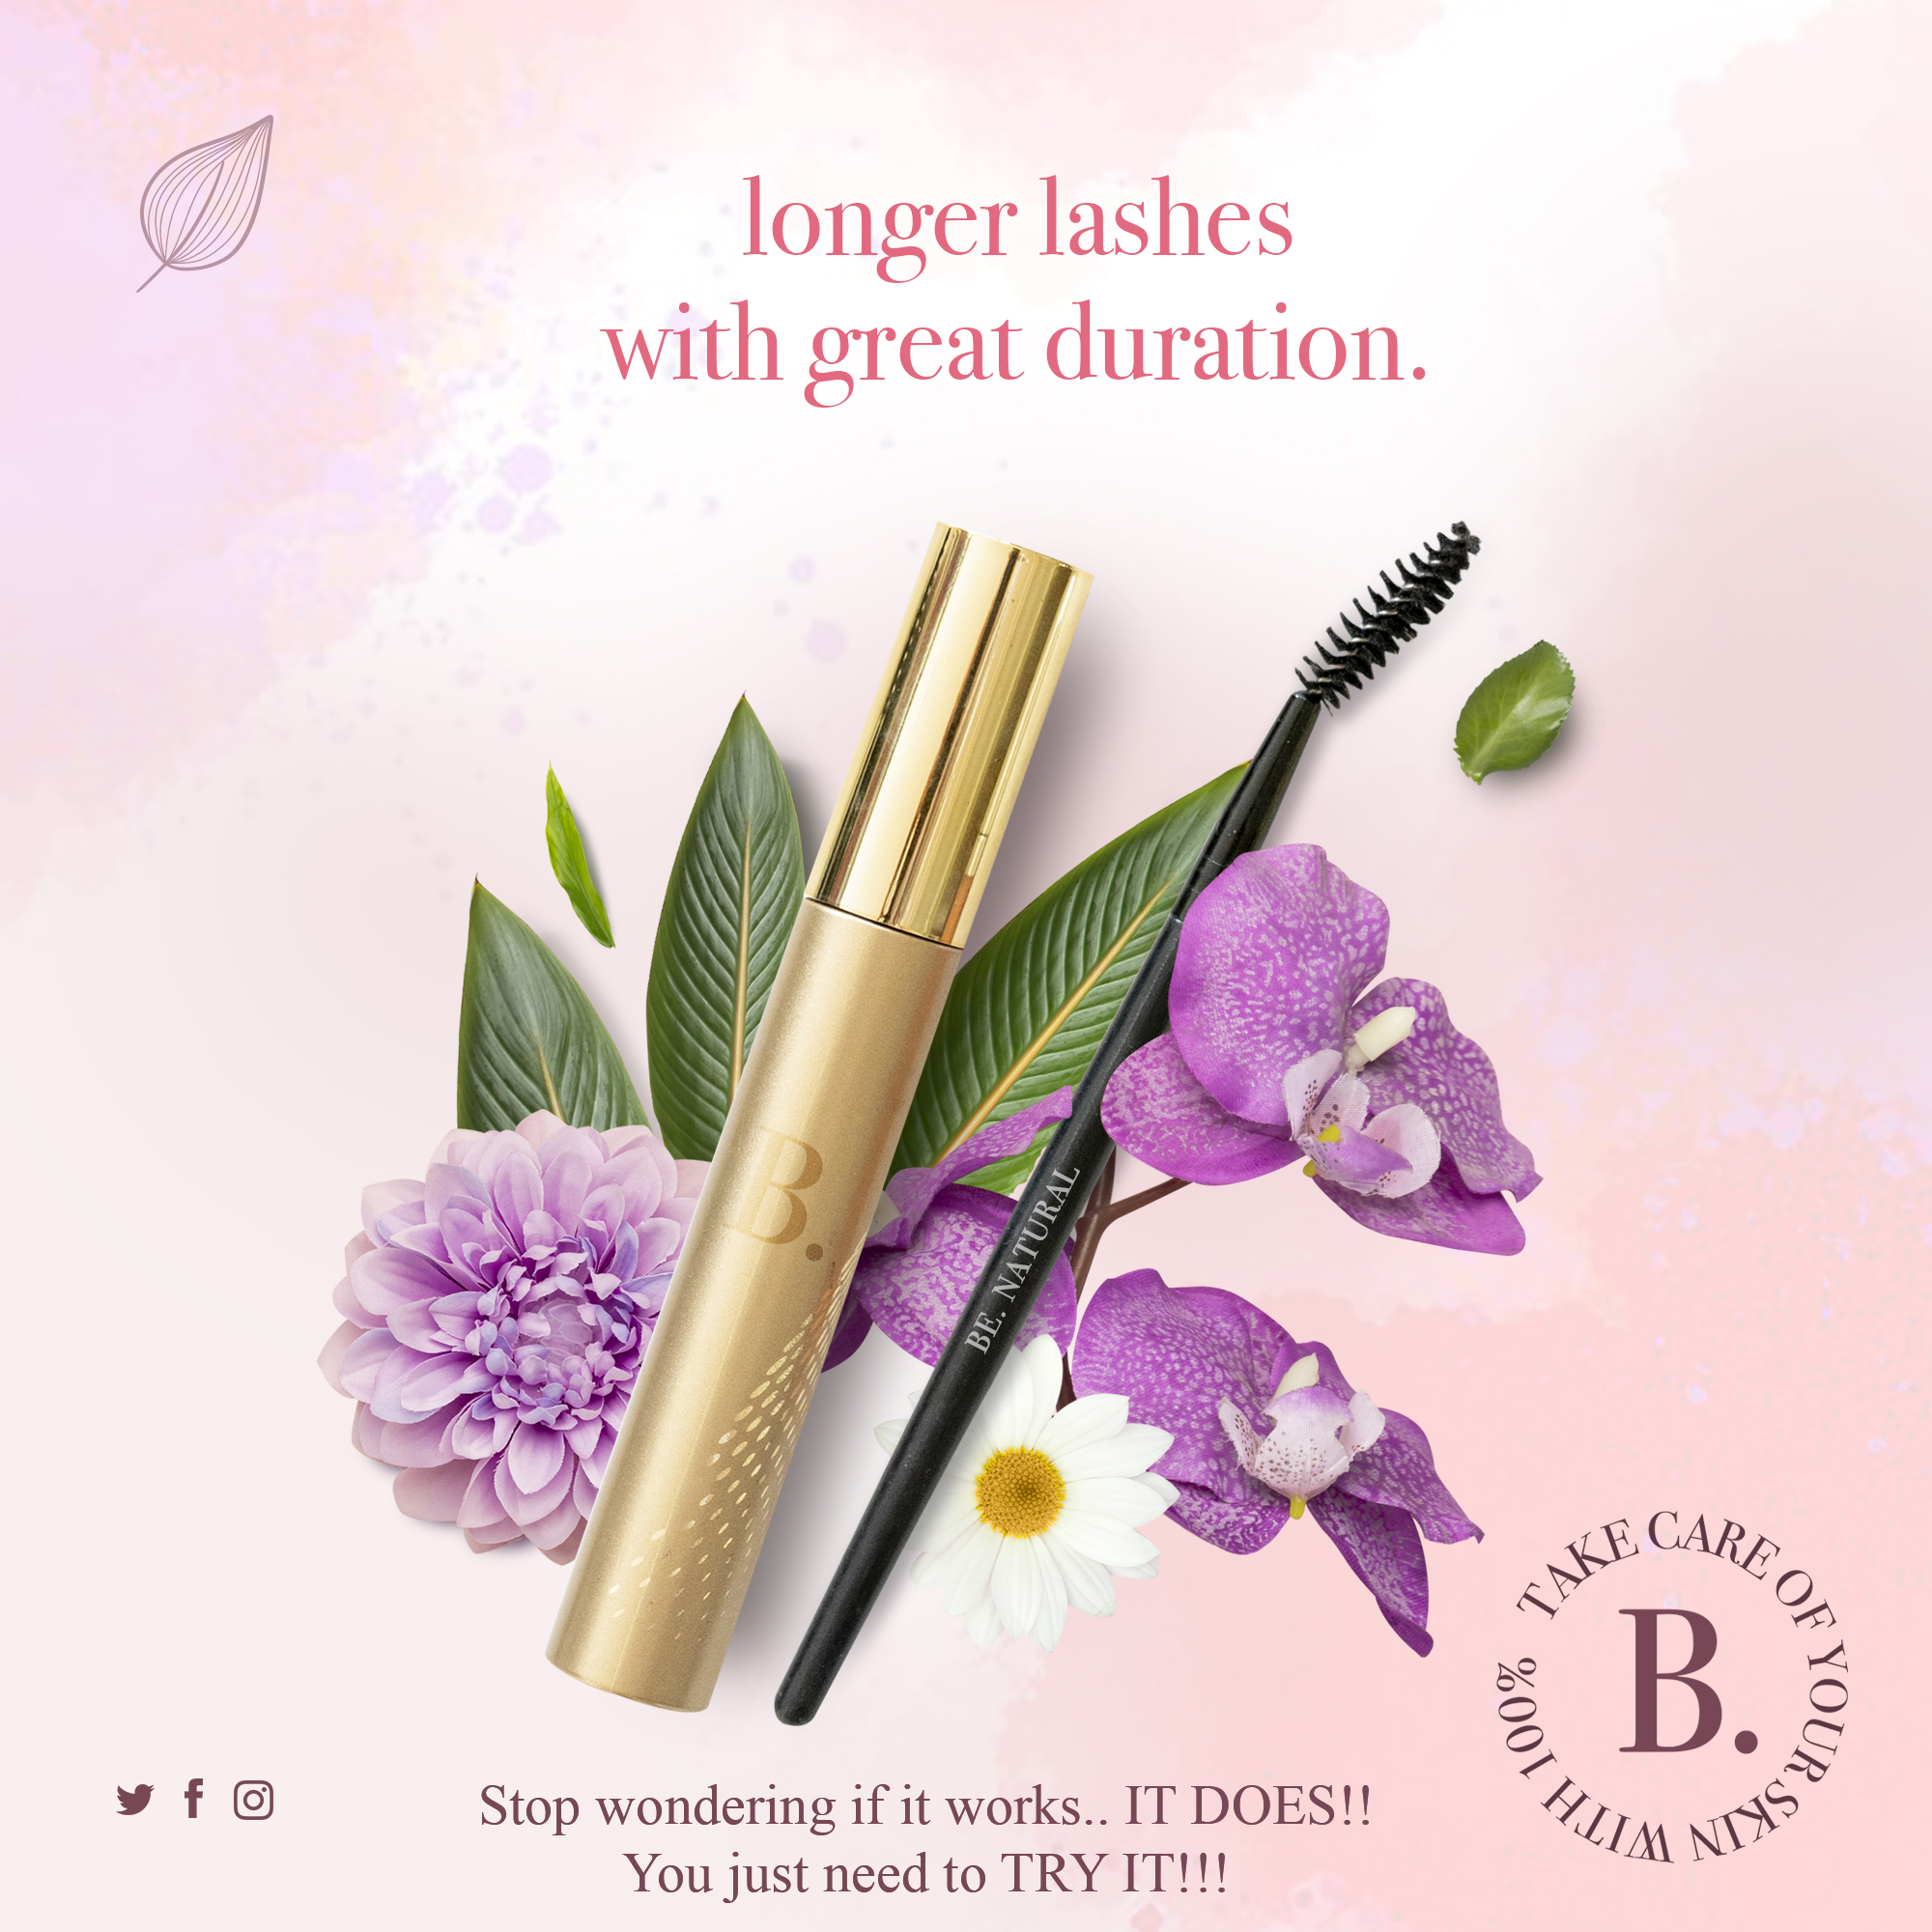 longer lashes
with great duration.
B.
BE. NATURAL
TAKE CARE OF YOUR SKIN WITH 100%
B.
Stop wondering if it works.. IT DOES!!
You just need to TRY IT!!!